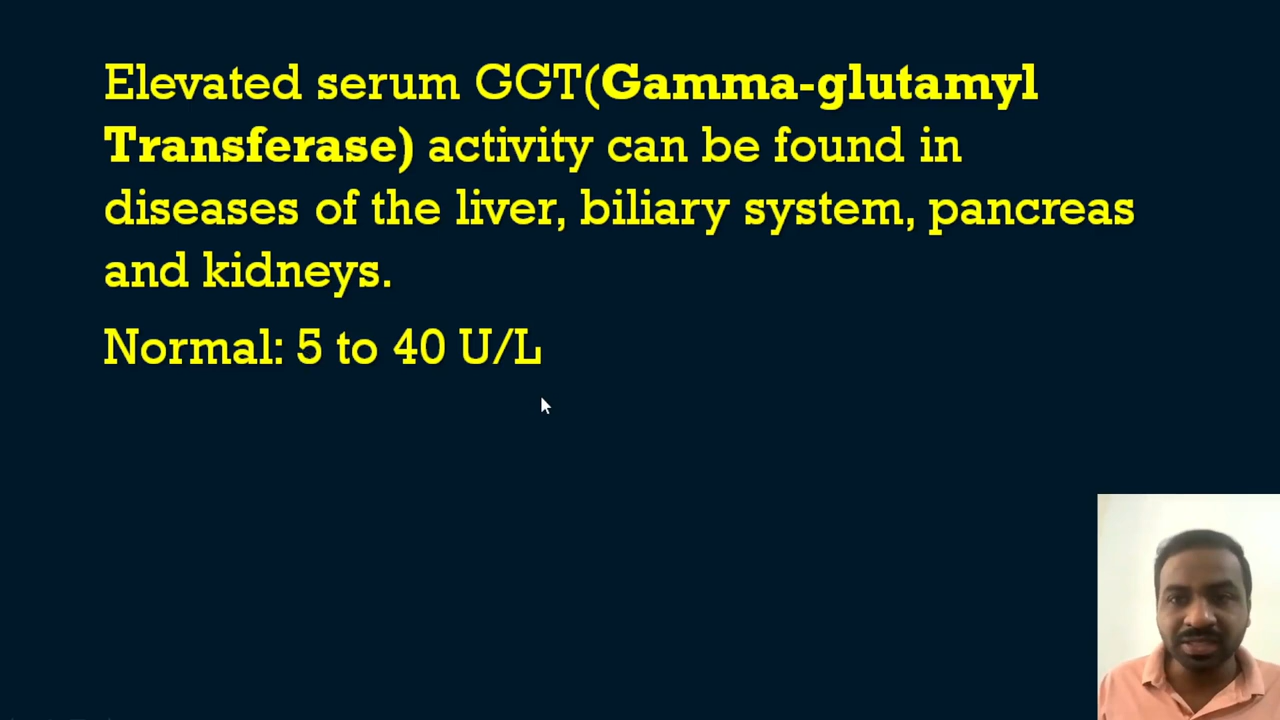 Elevated serum GGT(Gamma-glutamyl
Transferase) activity can be found in
diseases of the liver, biliary system, pancreas
and kidneys.
Normal: 5 to 40 U/L